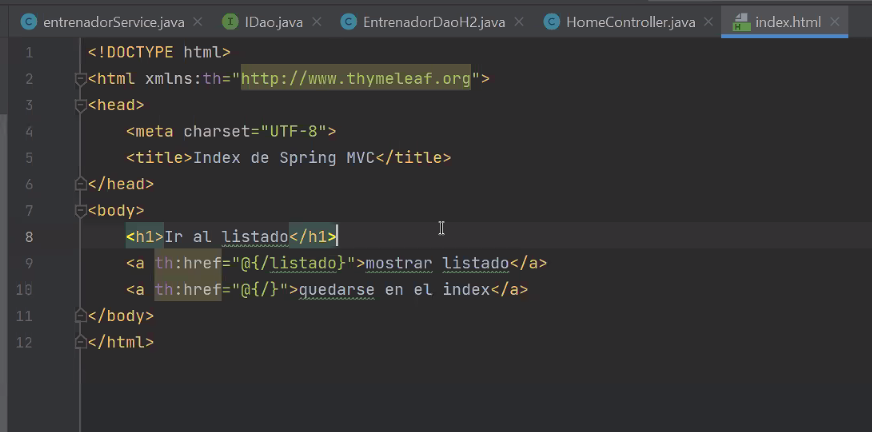 entrenadorService.java IDao.java EntrenadorDaoH2.java HomeController.java index.html
1 <!DOCTYPE html>
2 <html xmlns:th="http://www.thymeleaf.org">
3 <head>
4 <meta charset="UTF-8">
5 <title>Index de Spring MVC</title>
6 </head>
7 <body>
8 <h1>Ir al listado</h1>
9 <a th:href="@{/listado}">mostrar listado</a>
10 <a th:href="@{/}">quedarse en el index</a>
11 </body>
12 </html>